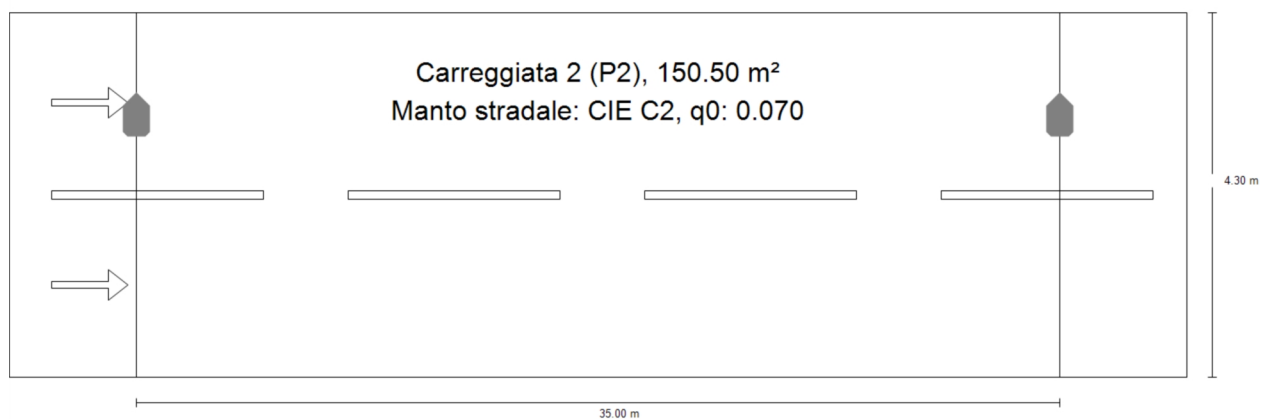 Carreggiata 2 (P2), 150.50 m²
Manto stradale: CIE C2, q0: 0.070
4.30 m
35.00 m